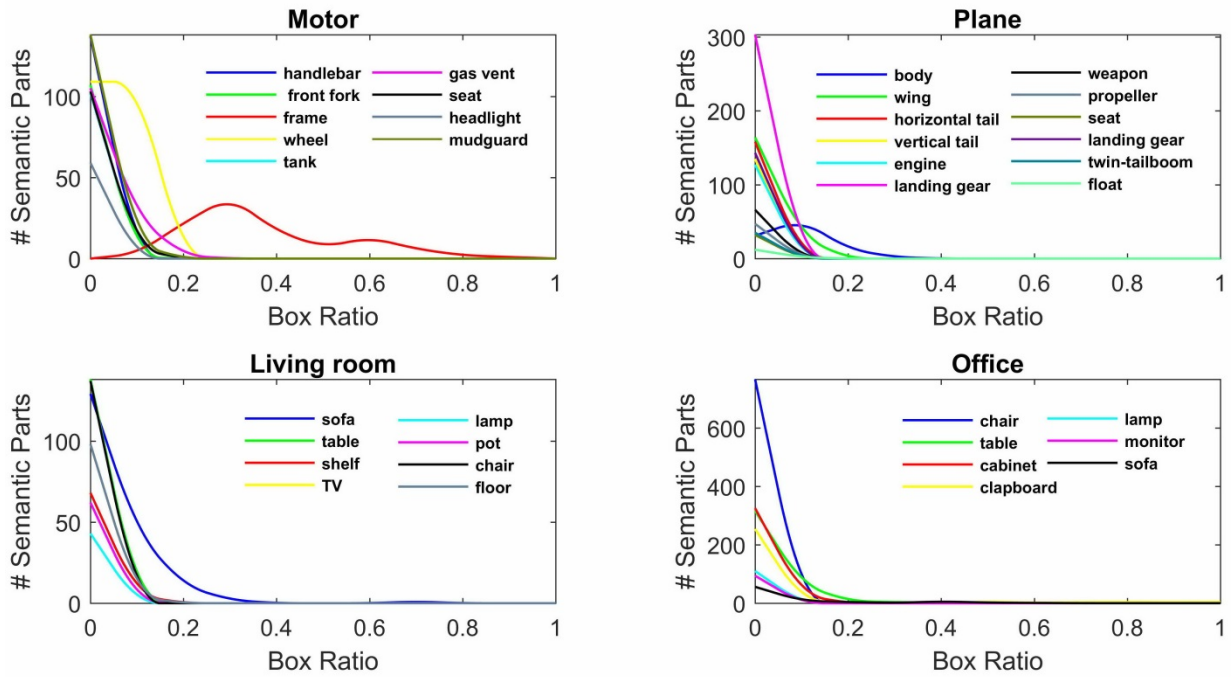 Motor
# Semantic Parts
100
50
0
handlebar
front fork
frame
wheel
tank
gas vent
seat
headlight
mudguard
0 0.2 0.4 0.6 0.8 1
Box Ratio
Plane
# Semantic Parts
300
200
100
0
body
wing
horizontal tail
vertical tail
engine
landing gear
weapon
propeller
seat
landing gear
twin-tailboom
float
0 0.2 0.4 0.6 0.8 1
Box Ratio
Living room
# Semantic Parts
100
50
0
sofa
table
shelf
TV
lamp
pot
chair
floor
0 0.2 0.4 0.6 0.8 1
Box Ratio
Office
# Semantic Parts
600
400
200
0
chair
table
cabinet
clapboard
lamp
monitor
sofa
0 0.2 0.4 0.6 0.8 1
Box Ratio